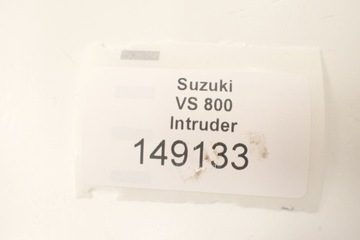 Suzuki
VS 800
Intruder
149133